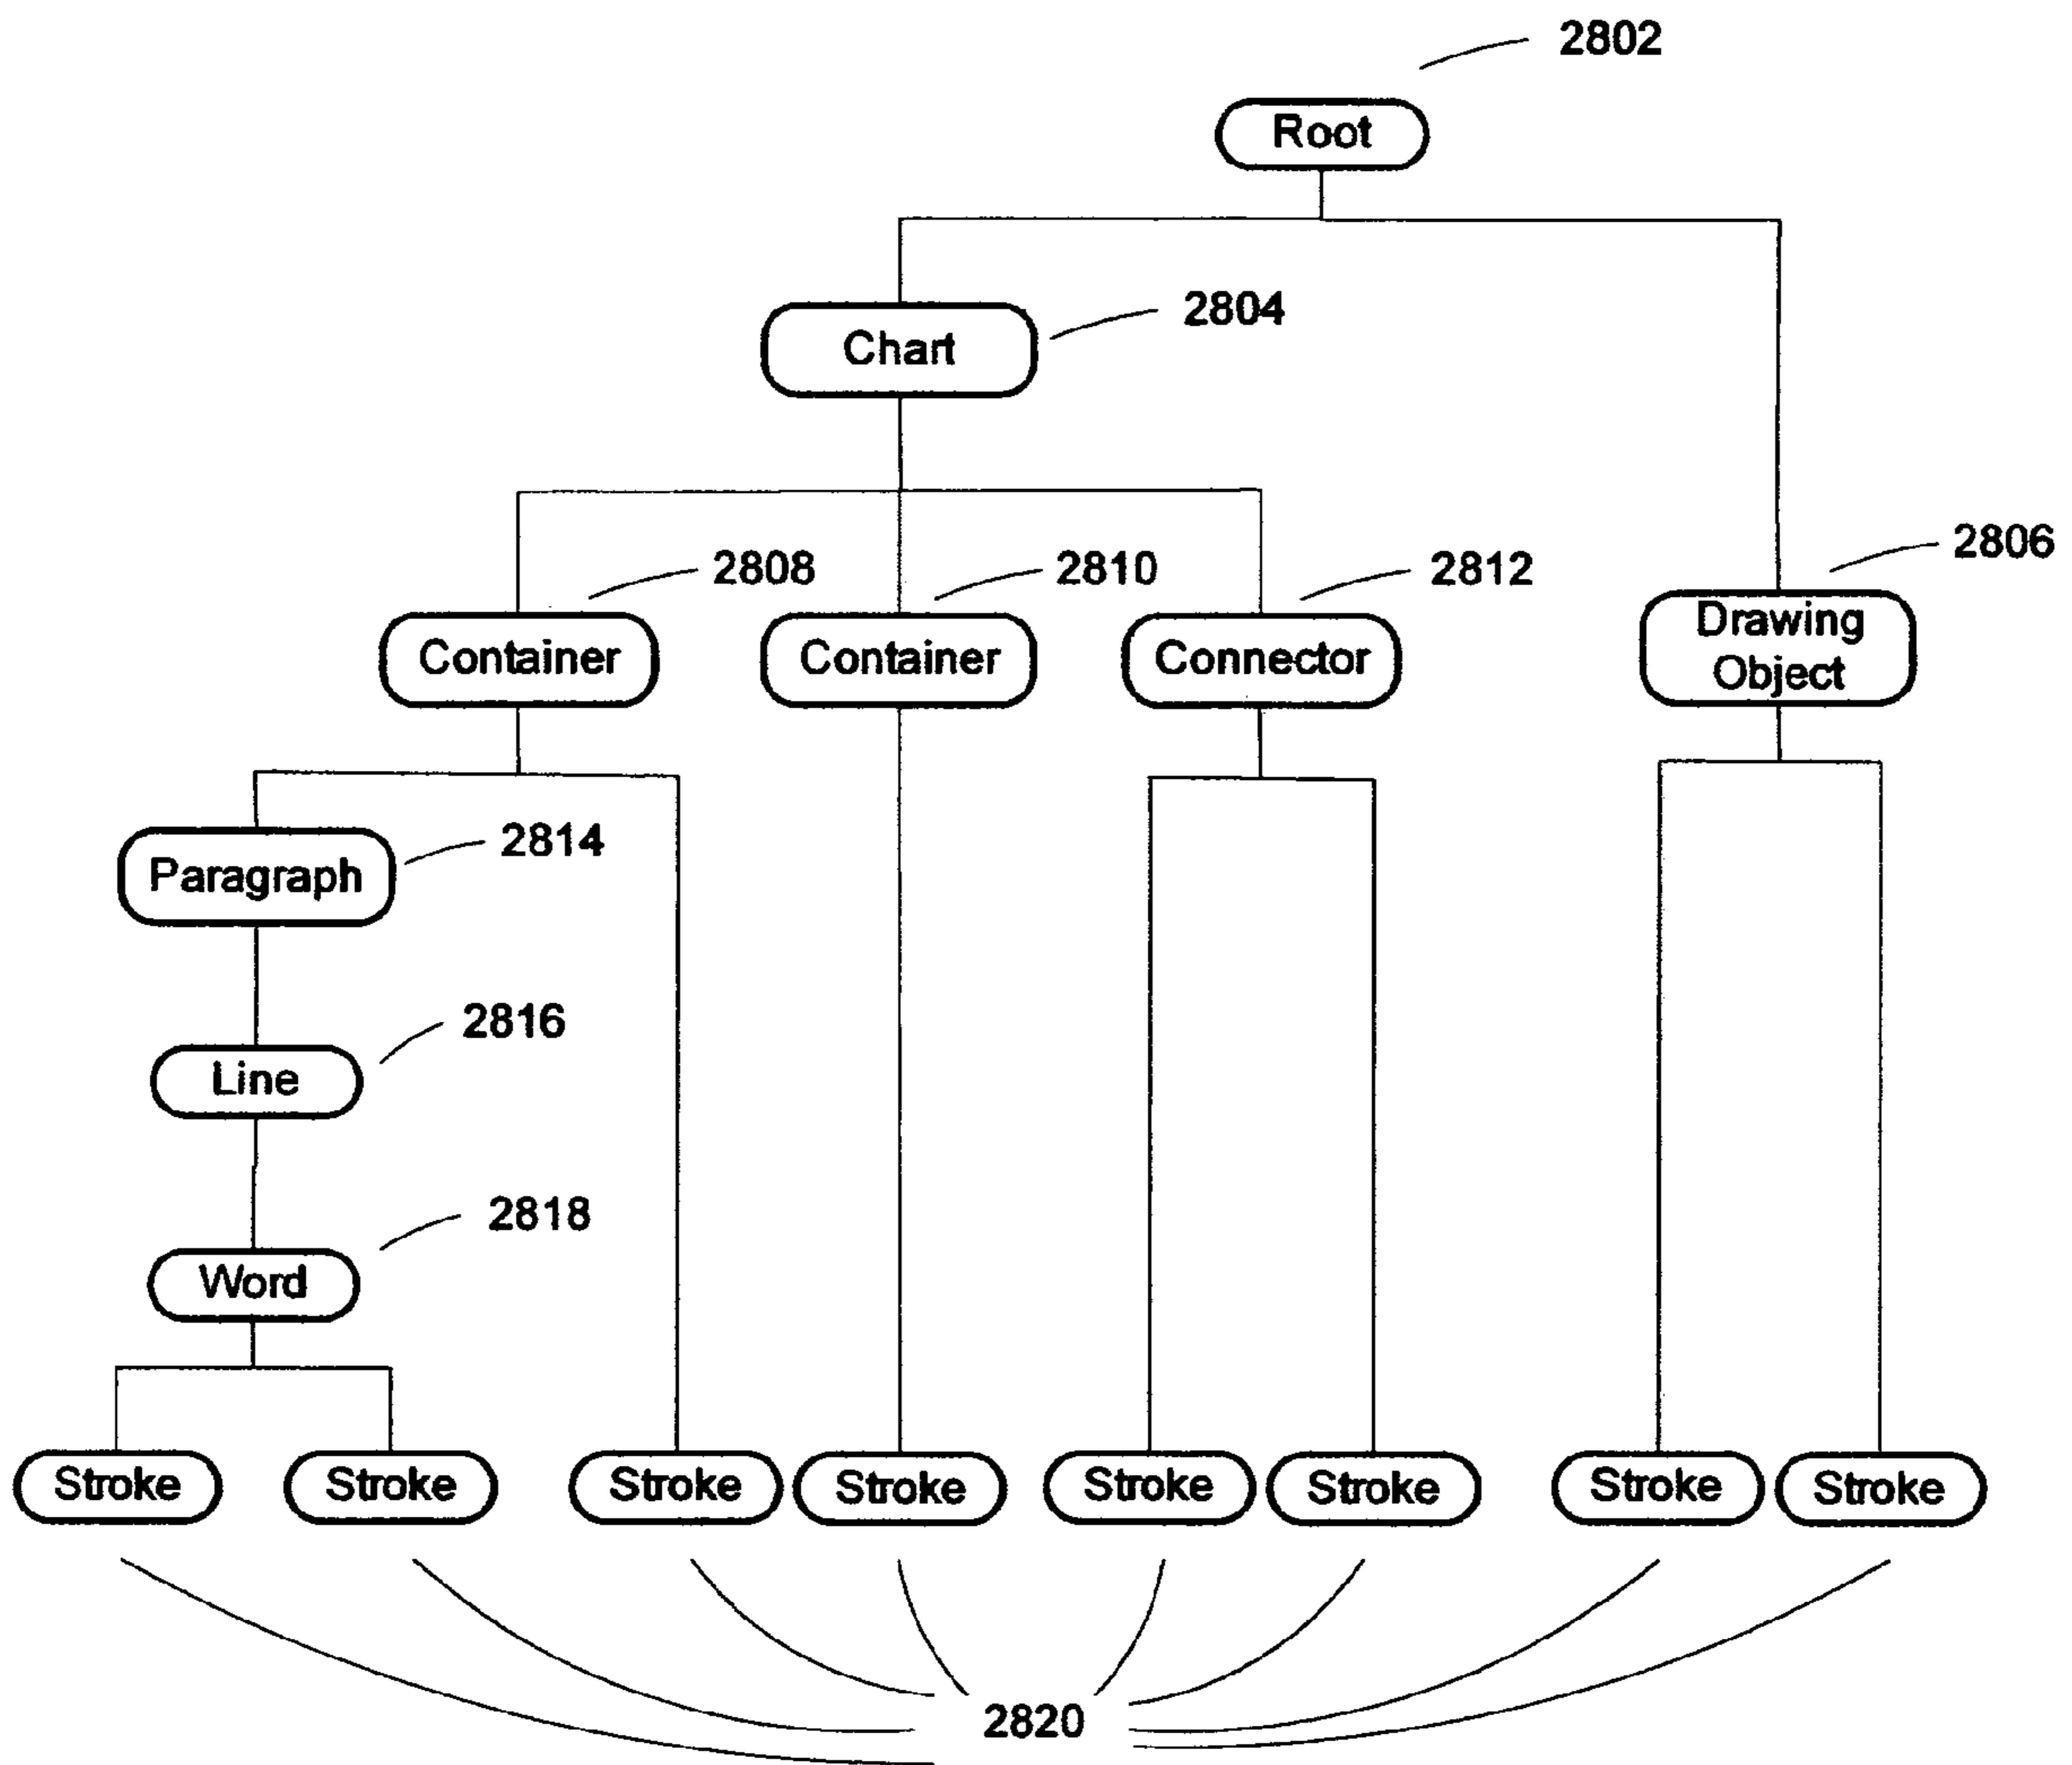 2802
Root
2804
Chart
2806
2808
2810
2812
Container
Container
Connector
Drawing
Object
2814
Paragraph
2816
Line
2818
Word
Stroke
Stroke
Stroke
Stroke
Stroke
Stroke
Stroke
Stroke
2820